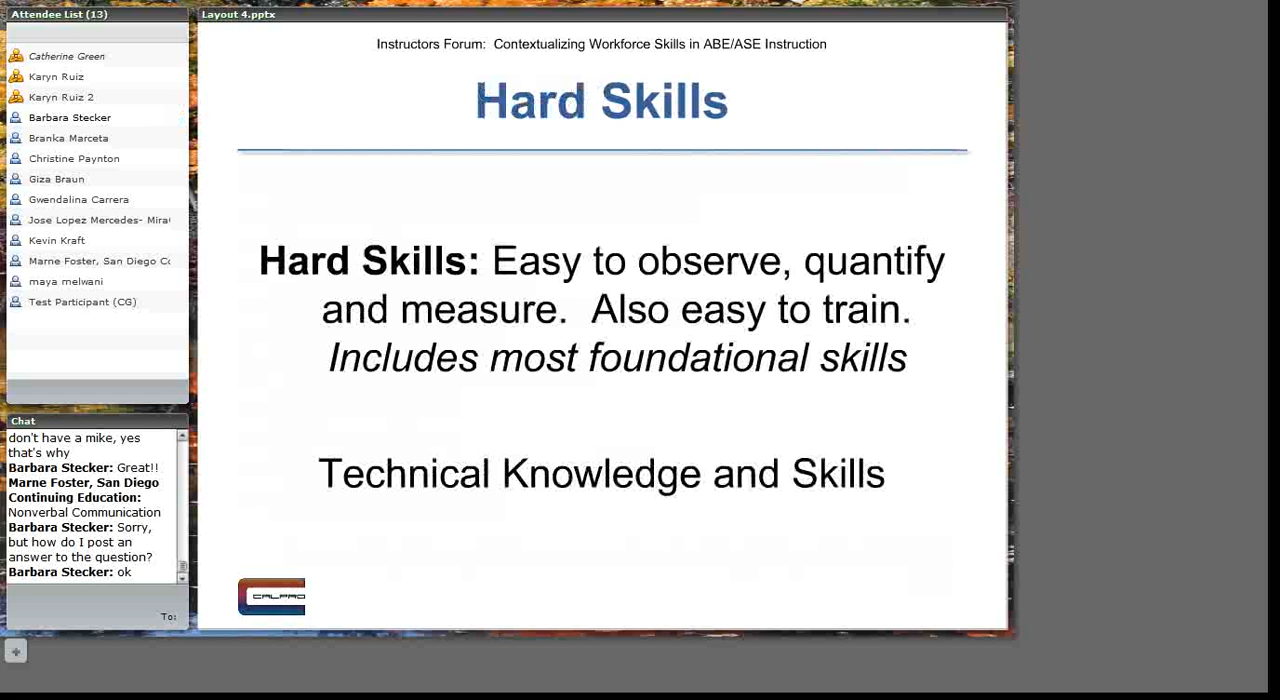 Attendee List (13)
Catherine Green
Karyn Ruiz
Karyn Ruiz 2
Barbara Stecker
Branka Marceta
Christine Paynton
Giza Braun
Gwendalina Carrera
Jose Lopez Mercedes- Mira
Kevin Kraft
Marne Foster, San Diego Cc
maya melwani
Test Participant (CG)
Chat
don't have a mike, yes
that's why
Barbara Stecker: Great!!
Marne Foster, San Diego
Continuing Education:
Nonverbal Communication
Barbara Stecker: Sorry,
but how do I post an
answer to the question?
Barbara Stecker: ok
To:
Layout 4.pptx
Instructors Forum: Contextualizing Workforce Skills in ABE/ASE Instruction
Hard Skills
Hard Skills: Easy to observe, quantify
and measure. Also easy to train.
Includes most foundational skills
Technical Knowledge and Skills
CALPRO